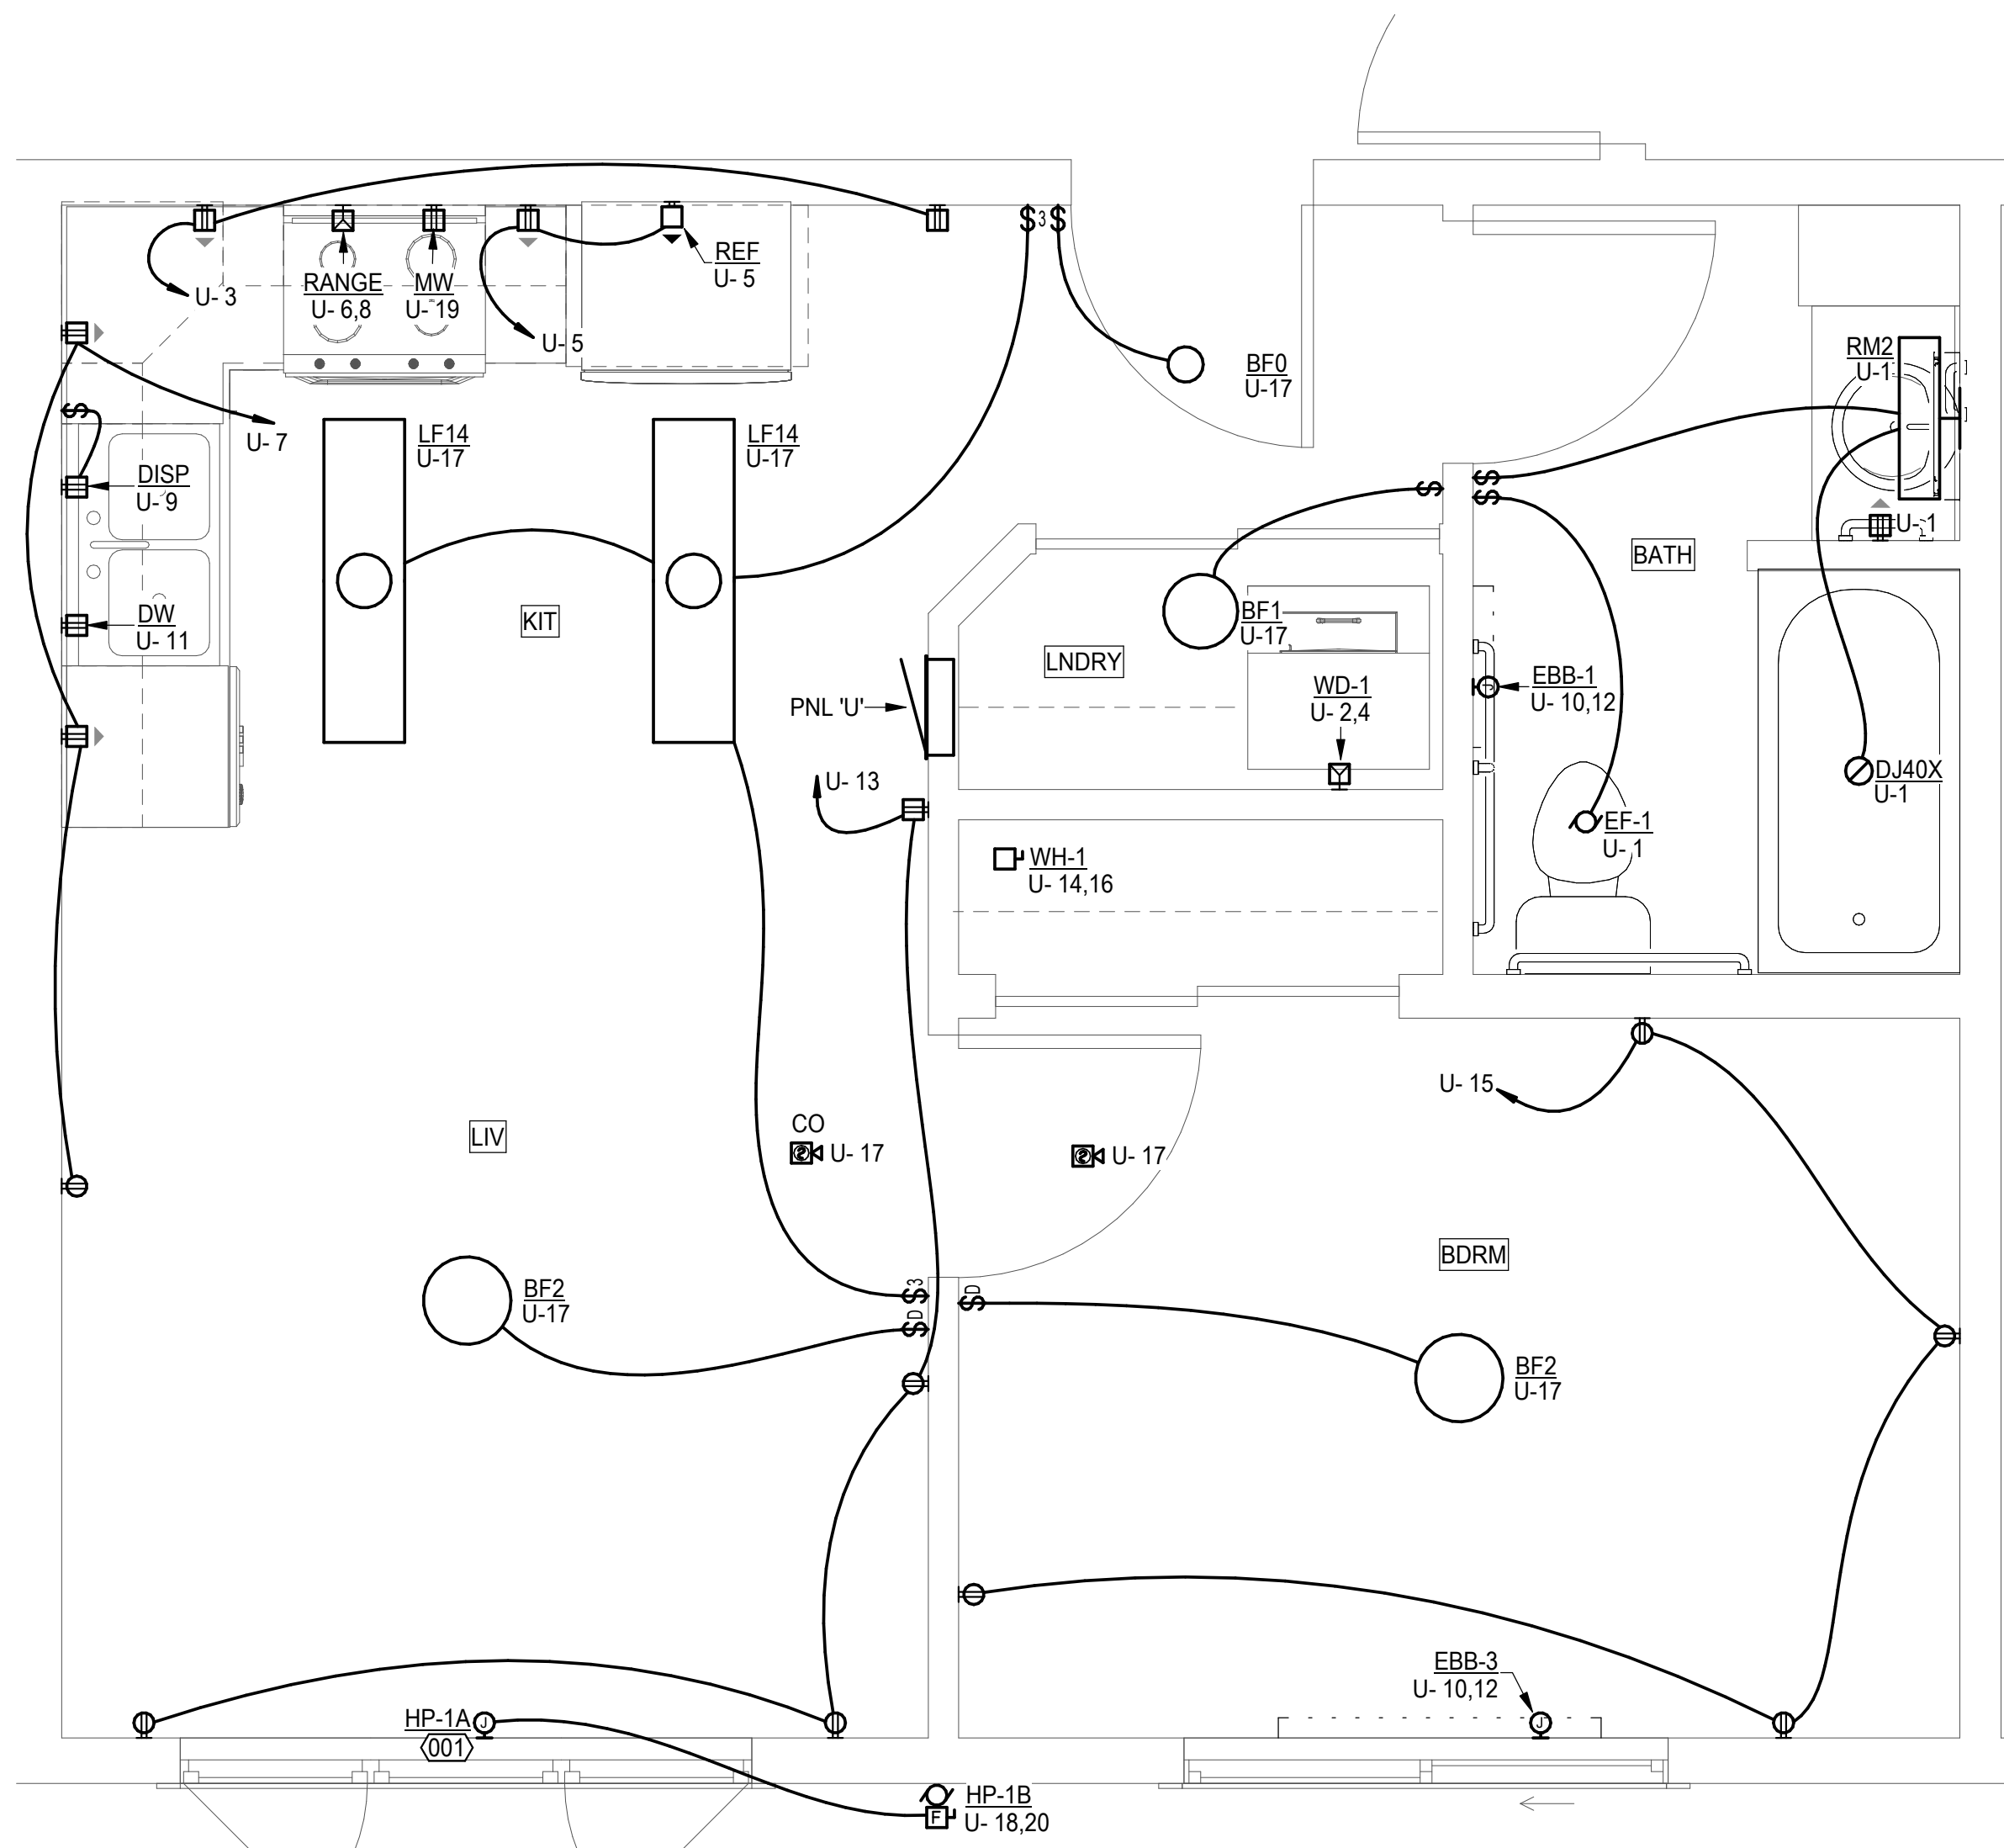 REF
U- 5
RANGE
U- 6,8
MW
U- 19
U- 3
U- 5
U- 7
3
BF0
U-17
RM2
U-1
LF14
U-17
LF14
U-17
DISP
U- 9
U- 1
BATH
DW
U- 11
KIT
BF1
U-17
LNDRY
WD-1
U- 2,4
EBB-1
U- 10,12
J
PNL 'U'
U- 13
DJ40X
U-1
EF-1
U- 1
WH-1
U- 14,16
U- 15
CO
U- 17
U- 17
LIV
BDRM
3
D
D
BF2
U-17
BF2
U-17
EBB-3
U- 10,12
J
HP-1A
001
J
HP-1B
U- 18,20
F